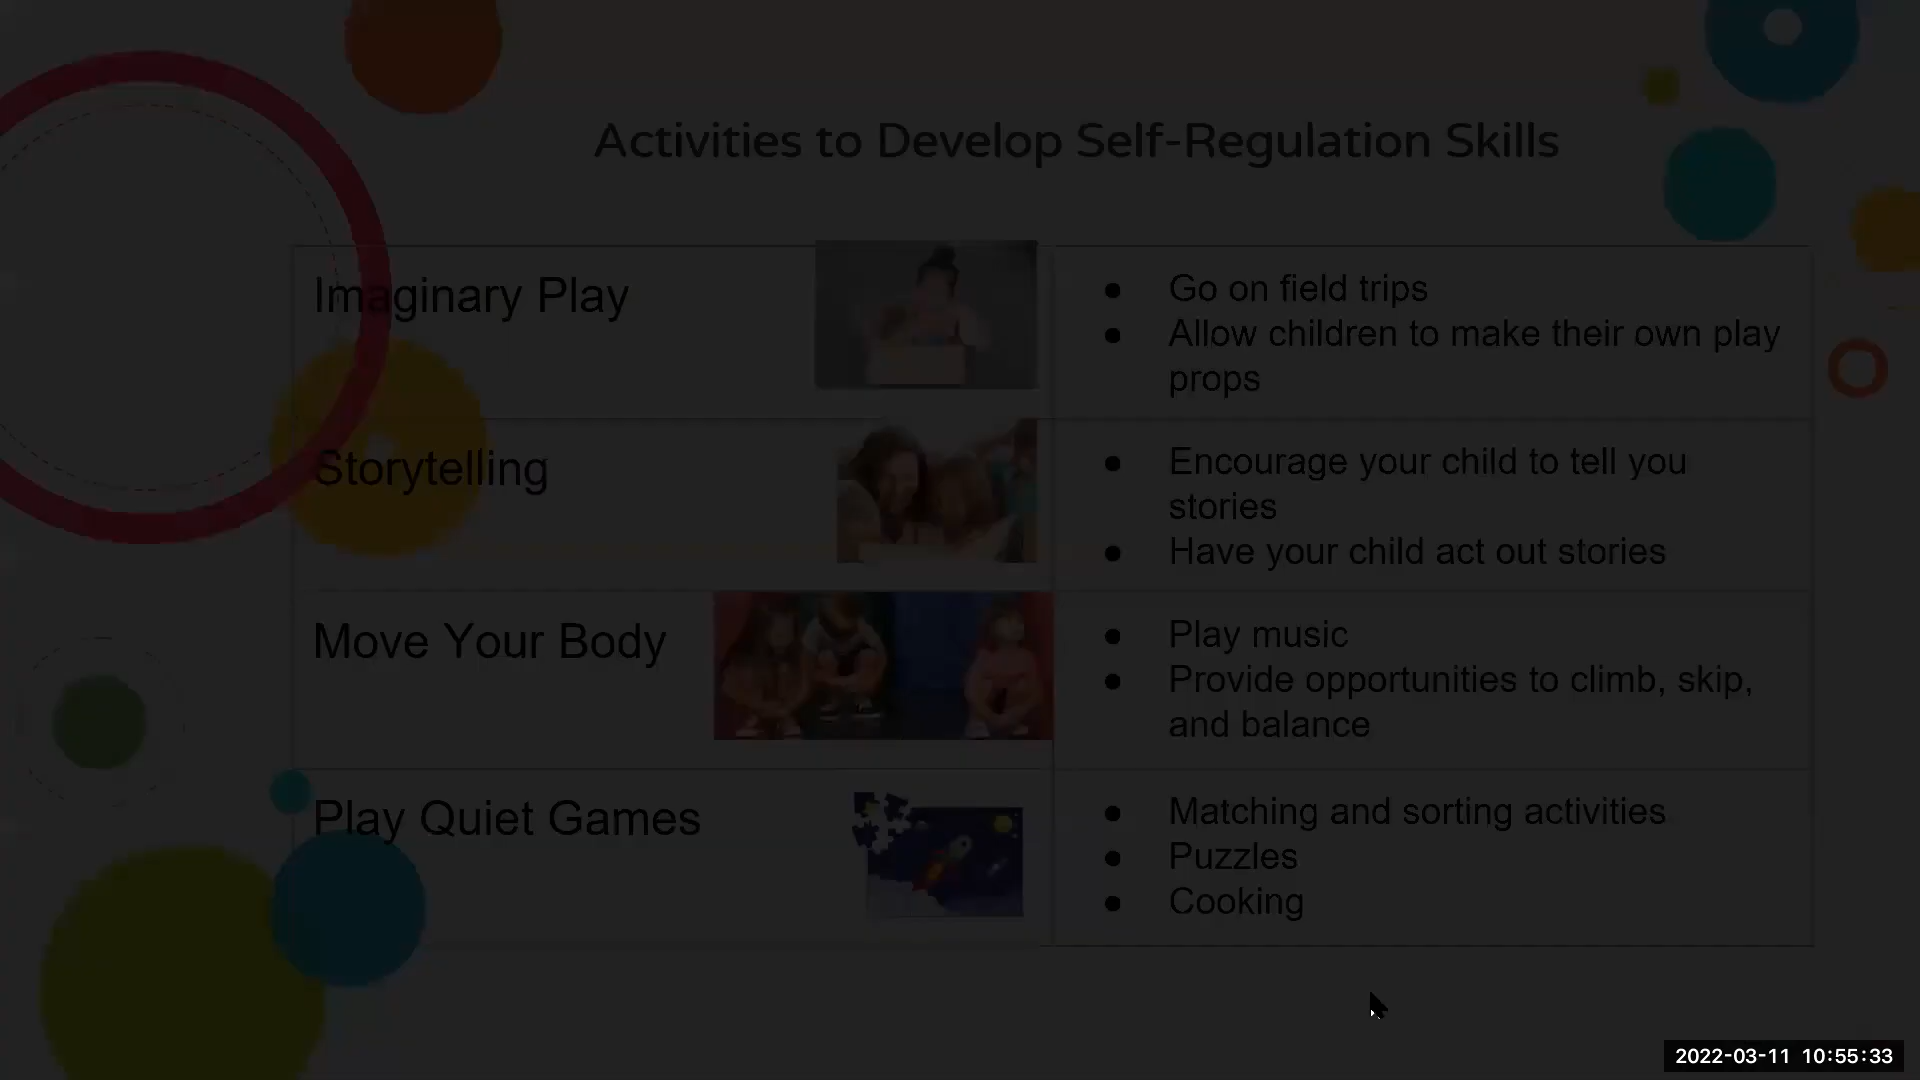 Activities to Develop Self-Regulation Skills
Imaginary Play
● Go on field trips
● Allow children to make their own play
props
Storytelling
● Encourage your child to tell you
stories
● Have your child act out stories
Move Your Body
● Play music
● Provide opportunities to climb, skip,
and balance
Play Quiet Games
● Matching and sorting activities
● Puzzles
● Cooking
2022-03-11 10:55:33